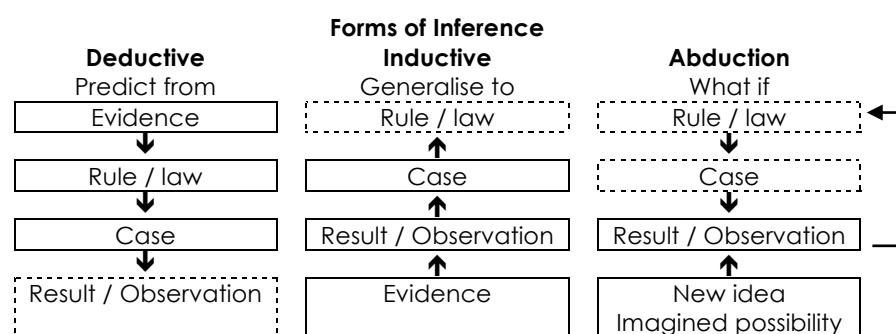 Forms of Inference
Deductive
Predict from
Evidence
Rule / law
Case
Result / Observation
Inductive
Generalise to
Rule / law
Case
Result / Observation
Evidence
Abduction
What if
Rule / law
Case
Result / Observation
New idea
Imagined possibility